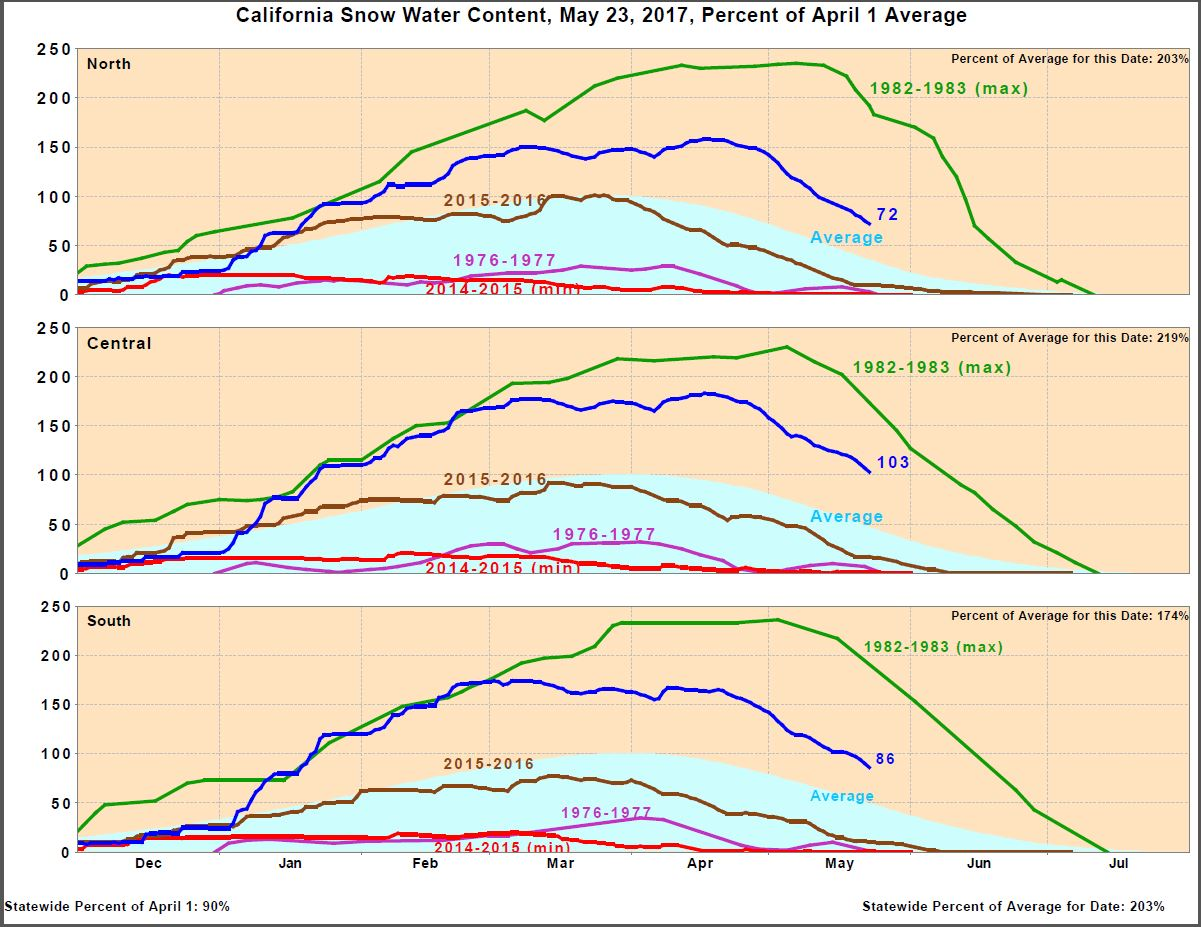 California Snow Water Content, May 23, 2017, Percent of April 1 Average
250
200
150
100
50
0
North
Percent of Average for this Date: 203%
1982-1983 (max)
2015-2016
72
Average
1976-1977
2014-2015 (min)
250
200
150
100
50
0
Central
Percent of Average for this Date: 219%
1982-1983 (max)
103
2015-2016
Average
1976-1977
2014-2015 (min)
250
200
150
100
50
0
South
Percent of Average for this Date: 174%
1982-1983 (max)
86
2015-2016
Average
1976-1977
2014-2015 (min)
Dec Jan Feb Mar Apr May Jun Jul
Statewide Percent of April 1: 90%
Statewide Percent of Average for Date: 203%